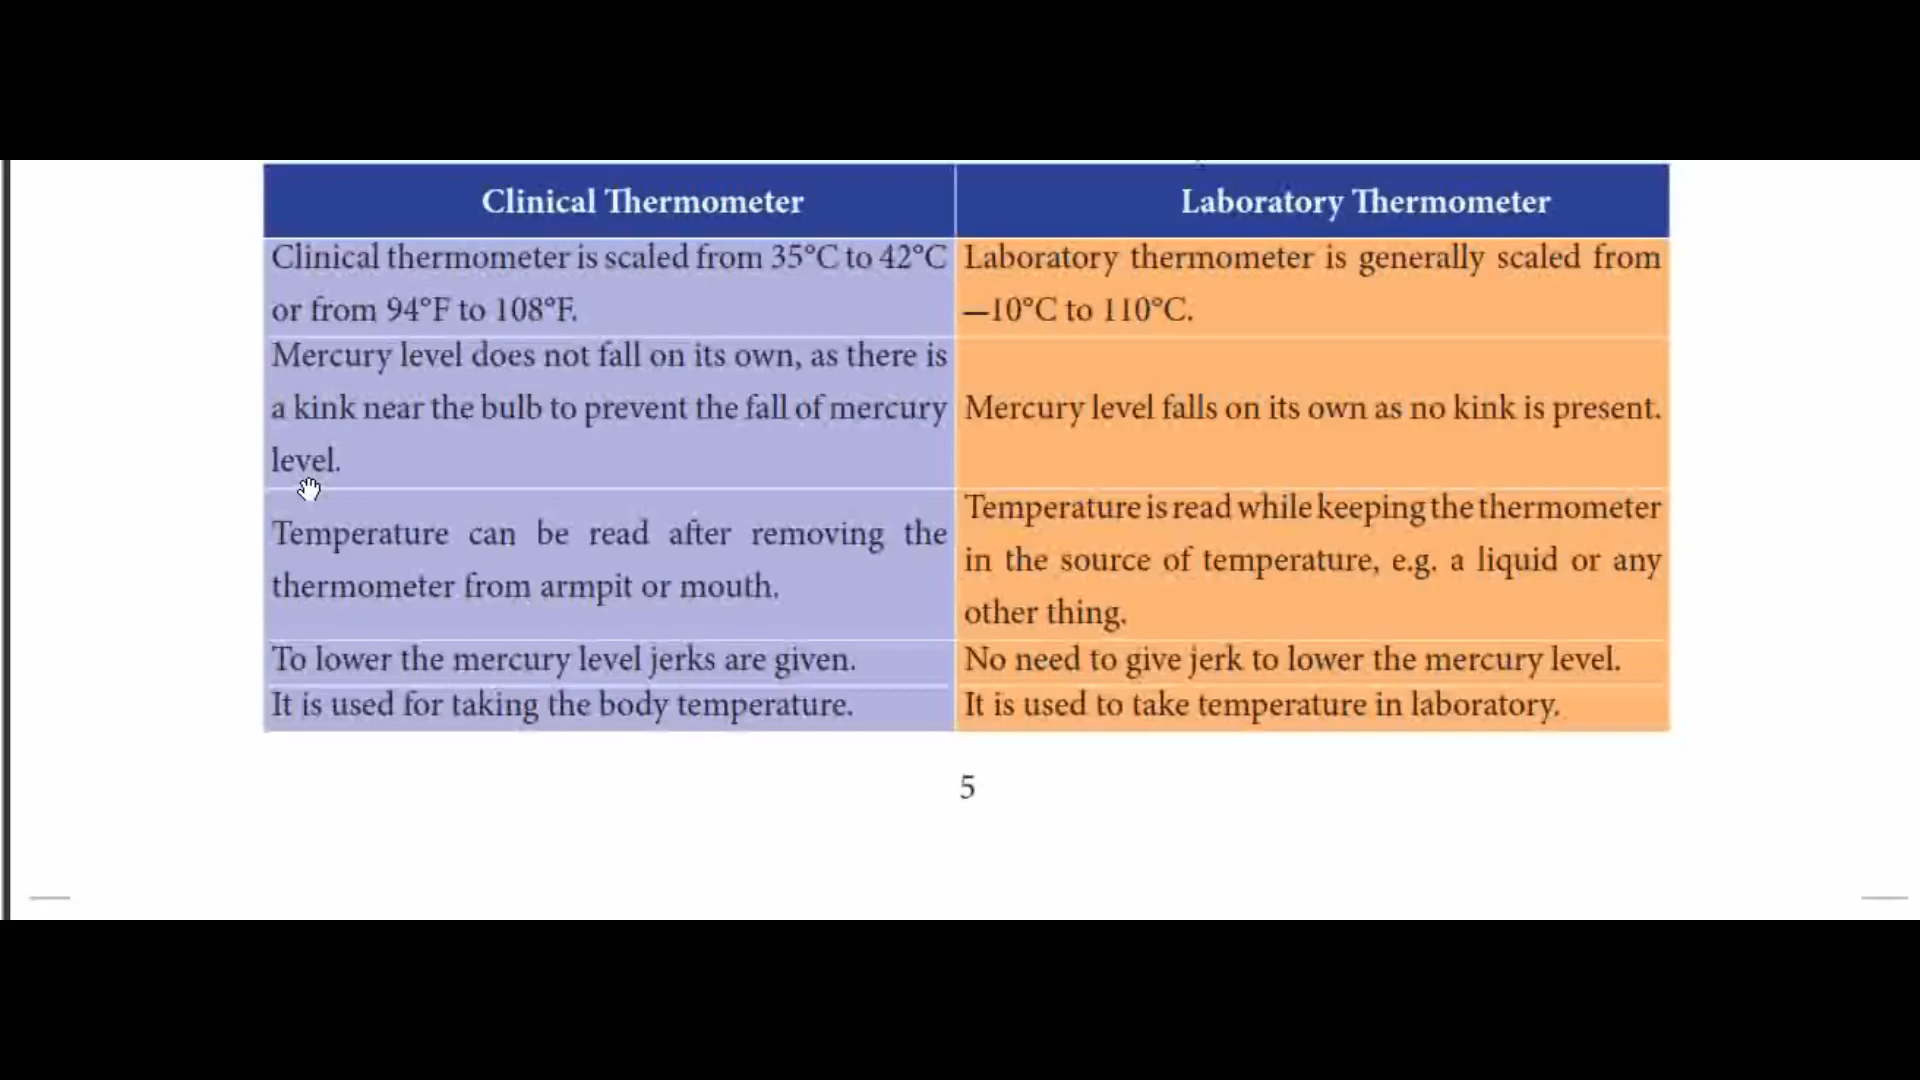 Clinical Thermometer
Laboratory Thermometer
Clinical thermometer is scaled from 35°C to 42°C
or from 94°F to 108°F.
Laboratory thermometer is generally scaled from
—10°C to 110°C.
Mercury level does not fall on its own, as there is
a kink near the bulb to prevent the fall of mercury
level.
Mercury level falls on its own as no kink is present.
Temperature can be read after removing the
thermometer from armpit or mouth.
Temperature is read while keeping the thermometer
in the source of temperature, e.g. a liquid or any
other thing.
To lower the mercury level jerks are given.
No need to give jerk to lower the mercury level.
It is used for taking the body temperature.
It is used to take temperature in laboratory.
5